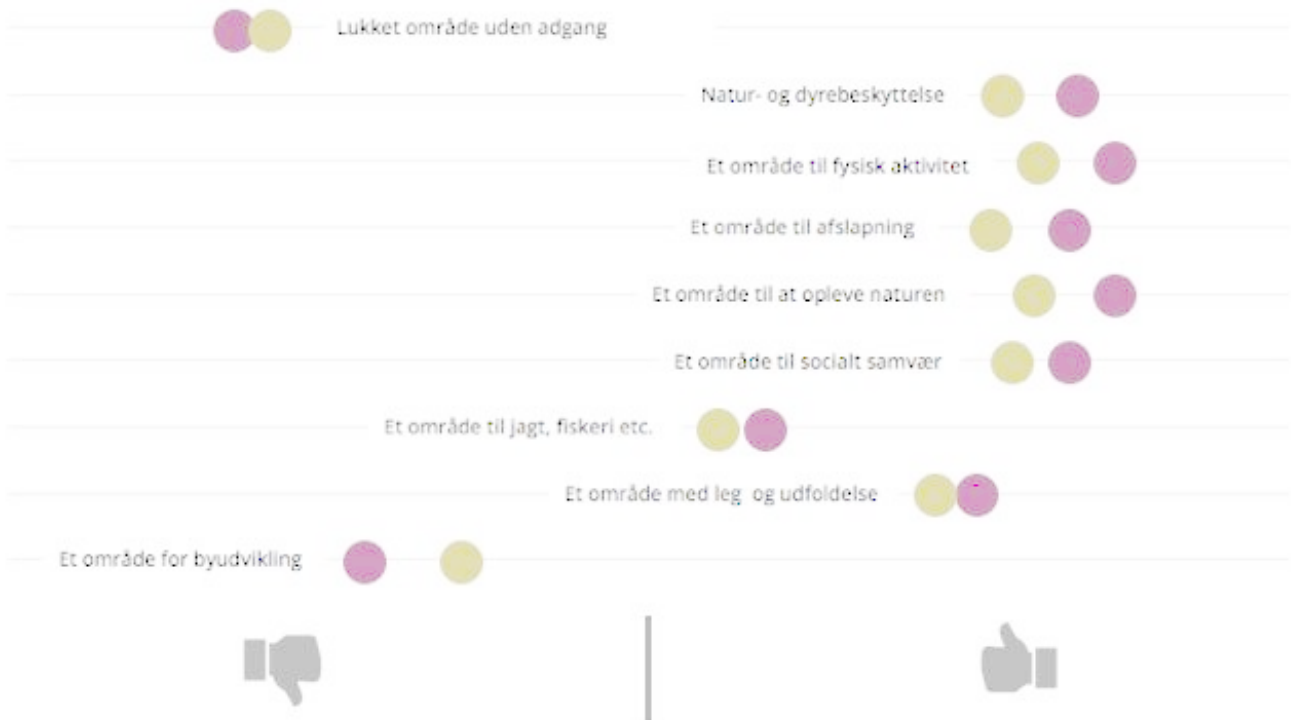 Lukket område uden adgang
Natur- og dyrebeskyttelse
Et område til fysisk aktivitet
Et område til afslapning
Et område til at opleve naturen
Et område til socialt samvær
Et område til jagt, fiskeri etc.
Et område med leg og udfoldelse
Et område for byudvikling